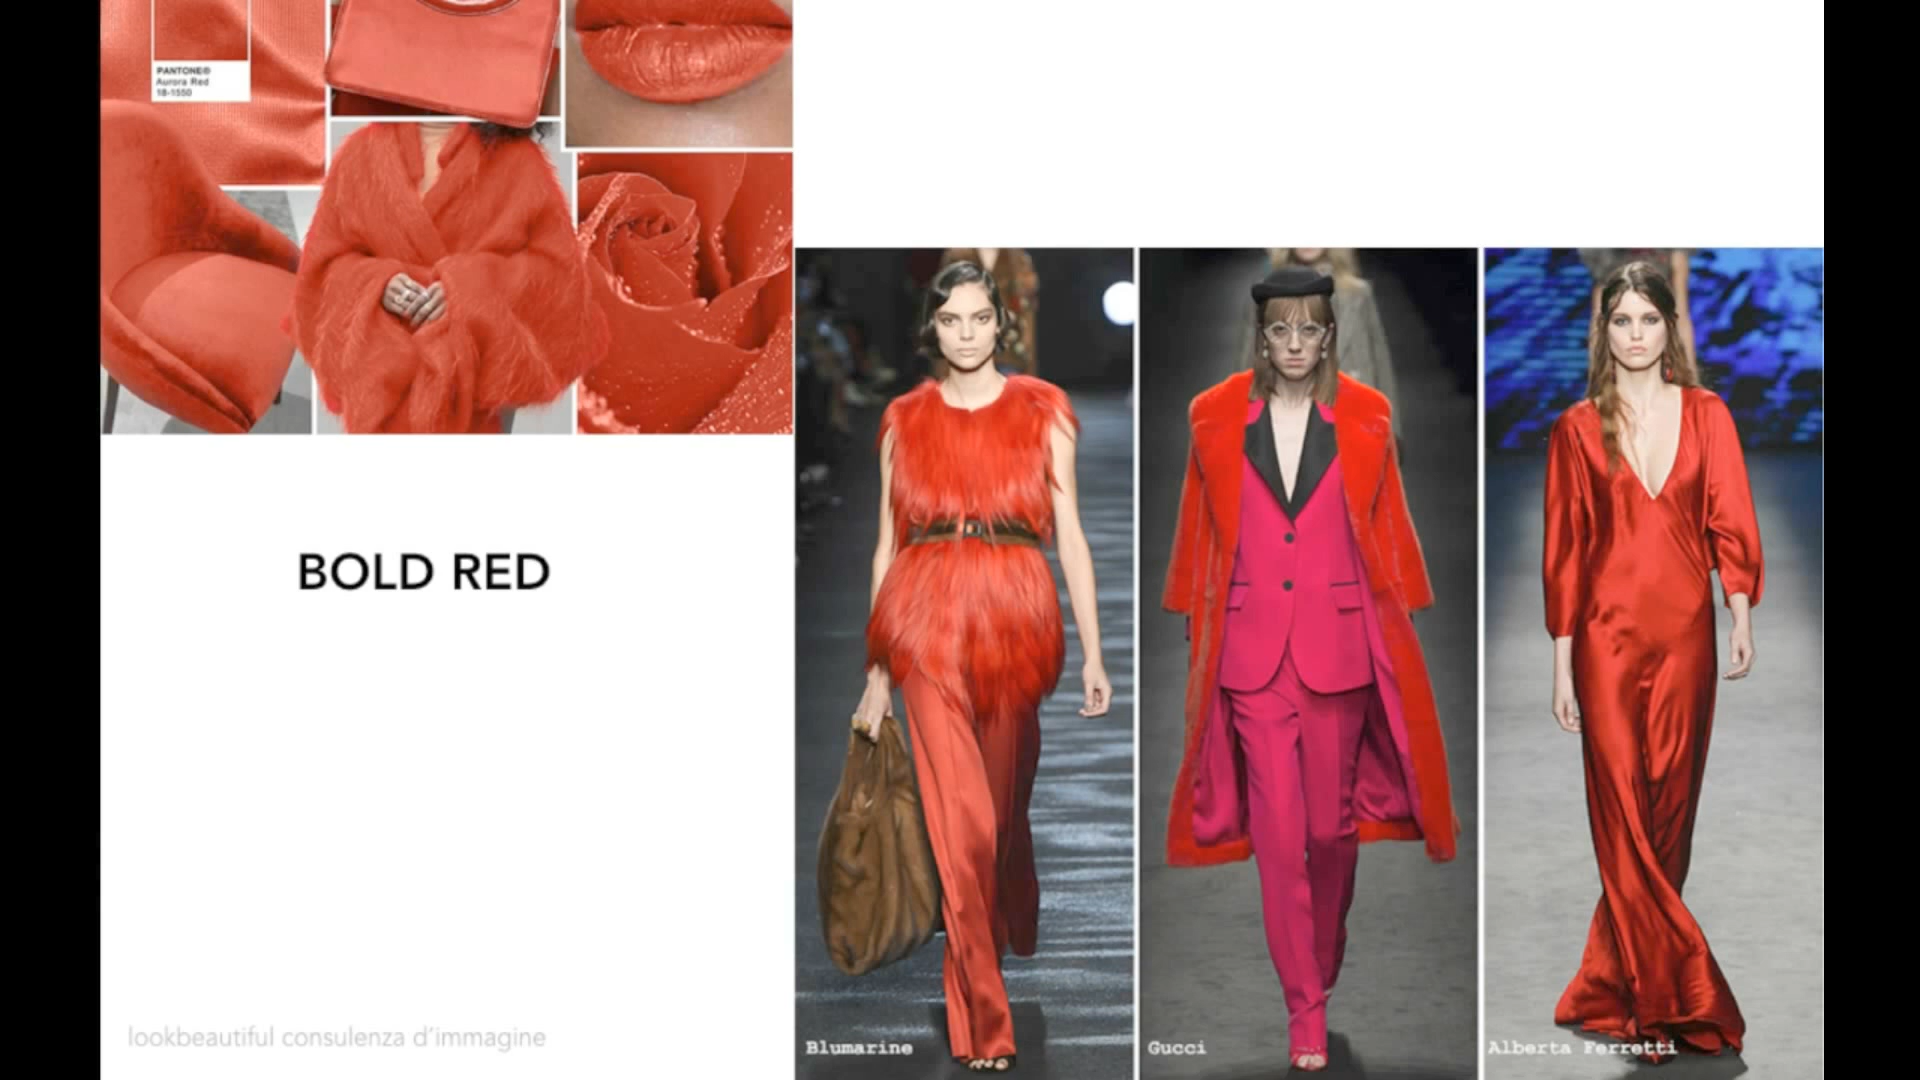 PANTONE®
Aurora Red
18-1550
BOLD RED
lookbeautiful consulenza d'immagine
Blumarine
Gucci
Alberta Ferretti